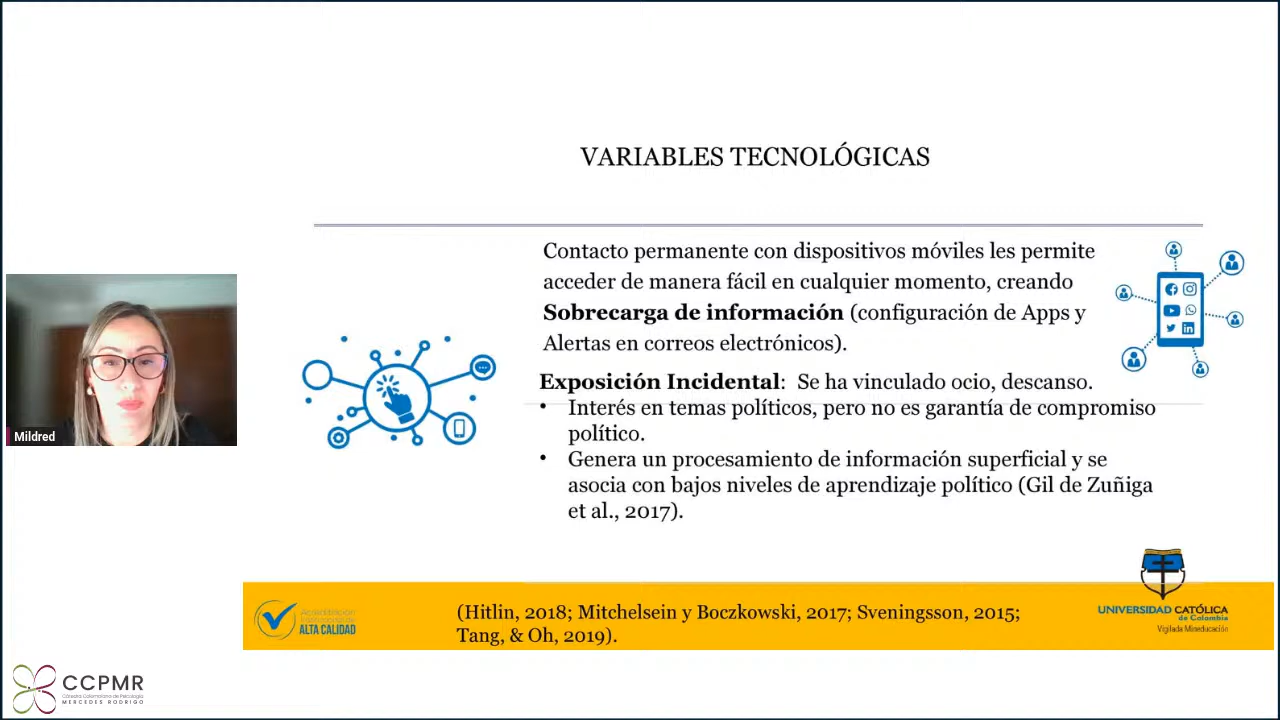 VARIABLES TECNOLÓGICAS
Contacto permanente con dispositivos móviles les permite
acceder de manera fácil en cualquier momento, creando
Sobrecarga de información (configuración de Apps y
Alertas en correos electrónicos).
Exposición Incidental: Se ha vinculado ocio, descanso.
• Interés en temas políticos, pero no es garantía de compromiso
político.
• Genera un procesamiento de información superficial y se
asocia con bajos niveles de aprendizaje político (Gil de Zuñiga
et al., 2017).
Mildred
Acreditación
Institucional de
ALTA CALIDAD
(Hitlin, 2018; Mitchelsein y Boczkowski, 2017; Sveningsson, 2015;
Tang, & Oh, 2019).
UNIVERSIDAD CATÓLICA
de Colombia
Vigilada Mineducación
CCPMR
Cátedra Colombiana de Psicología
MERCEDES RODRIGO